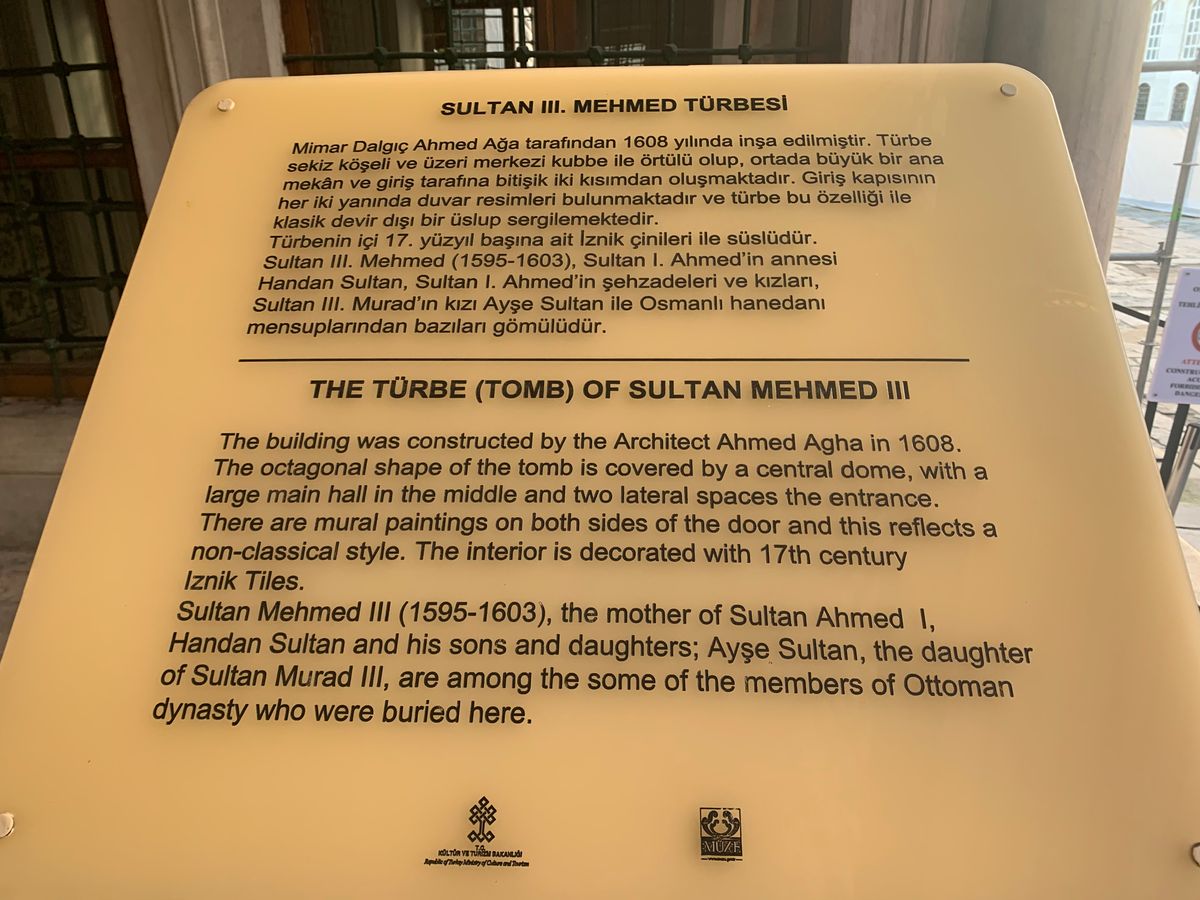 SULTAN III. MEHMED TÜRBESİ
Mimar Dalgıç Ahmed Ağa tarafından 1608 yılında inşa edilmiştir. Türbe
sekiz köşeli ve üzeri merkezi kubbe ile örtülü olup, ortada büyük bir ana
mekân ve giriş tarafına bitişik iki kısımdan oluşmaktadır. Giriş kapısının
her iki yanında duvar resimleri bulunmaktadır ve türbe bu özelliği ile
klasik devir dışı bir üslup sergilemektedir.
Türbenin içi 17. yüzyıl başına ait İznik çinileri ile süslüdür.
Sultan III. Mehmed (1595-1603), Sultan I. Ahmed'in annesi
Handan Sultan, Sultan I. Ahmed'in şehzadeleri ve kızları,
Sultan III. Murad'ın kızı Ayşe Sultan ile Osmanlı hanedanı
mensuplarından bazıları gömülüdür.
THE TÜRBE (TOMB) OF SULTAN MEHMED III
The building was constructed by the Architect Ahmed Agha in 1608.
The octagonal shape of the tomb is covered by a central dome, with a
large main hall in the middle and two lateral spaces the entrance.
There are mural paintings on both sides of the door and this reflects a
non-classical style. The interior is decorated with 17th century
Iznik Tiles.
Sultan Mehmed III (1595-1603), the mother of Sultan Ahmed I,
Handan Sultan and his sons and daughters; Ayşe Sultan, the daughter
of Sultan Murad III, are among the some of the members of Ottoman
dynasty who were buried here.
T.C.
KÜLTÜR VE TURİZM BAKANLIĞI
Republic of Turkey Ministry of Culture and Tourism
MÜZE